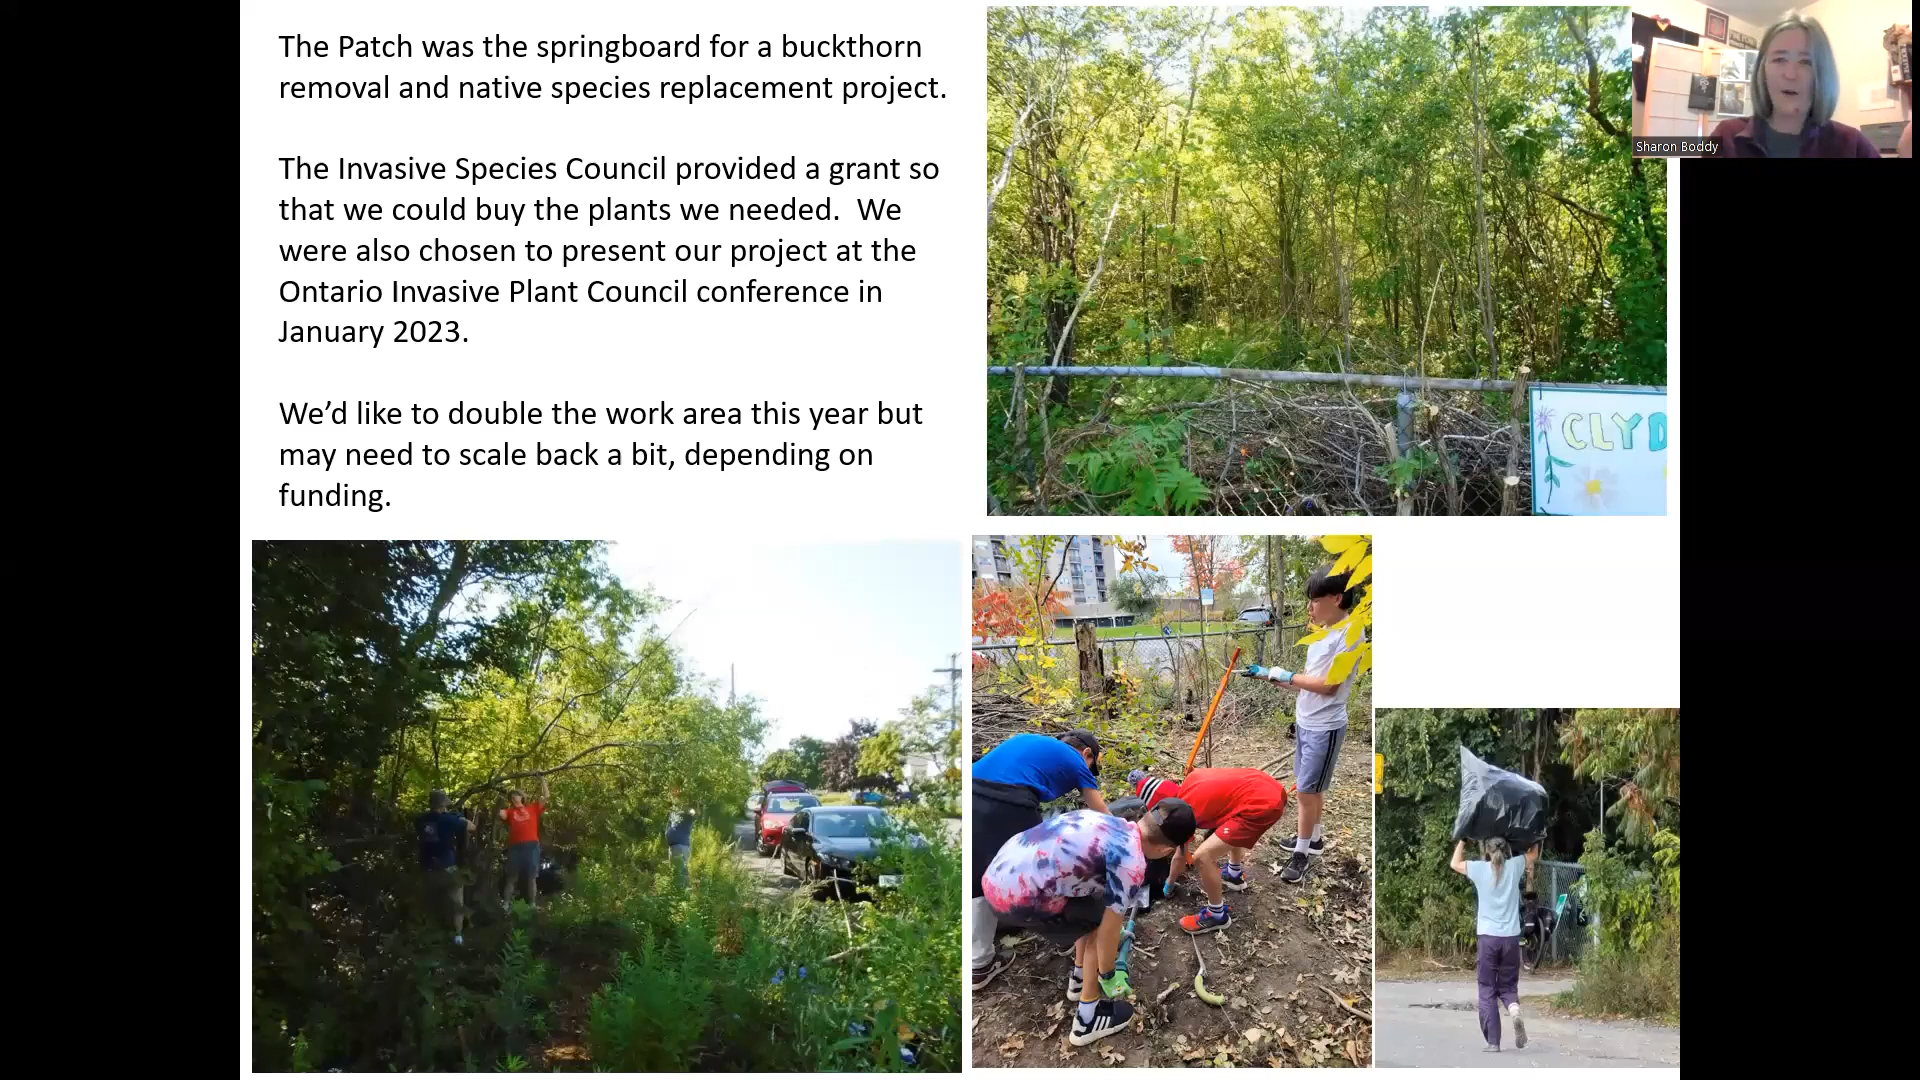 The Patch was the springboard for a buckthorn
removal and native species replacement project.
The Invasive Species Council provided a grant so
that we could buy the plants we needed.  We
were also chosen to present our project at the
Ontario Invasive Plant Council conference in
January 2023.
We’d like to double the work area this year but
may need to scale back a bit, depending on
funding.
Sharon Boddy
CLYD